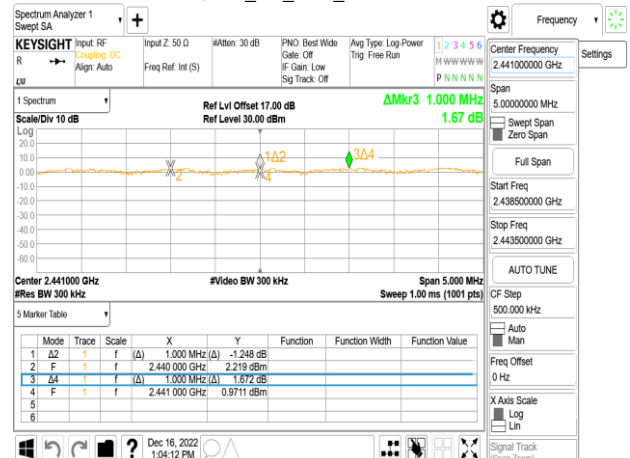 Spectrum Analyzer 1
Swept SA
Frequency
KEYSIGHT
R
Input: RF
Coupling: DC
Align: Auto
Input Z: 50 Ω
Freq Ref: Int (S)
#Atten: 30 dB
PNO: Best Wide
Gate: Off
IF Gain: Low
Sig Track: Off
Avg Type: Log-Power
Trig: Free Run
1 2 3 4 5 6
M W W W W W
P N N N N N
Center Frequency
2.441000000 GHz
Settings
Span
5.00000000 MHz
Swept Span
Zero Span
Full Span
Start Freq
2.438500000 GHz
Stop Freq
2.443500000 GHz
AUTO TUNE
CF Step
500.000 kHz
Auto
Man
Freq Offset
0 Hz
X Axis Scale
Log
Lin
Signal Track
(Span Zoom)
1 Spectrum
Scale/Div 10 dB
Ref Lvl Offset 17.00 dB
Ref Level 30.00 dBm
ΔMkr3 1.000 MHz
1.67 dB
Log
20.0
10.0
0.00
-10.0
-20.0
-30.0
-40.0
-50.0
-60.0
1Δ2
3Δ4
2
4
Center 2.441000 GHz
#Res BW 300 kHz
#Video BW 300 kHz
Span 5.000 MHz
Sweep 1.00 ms (1001 pts)
5 Marker Table
Mode Trace Scale X Y Function Function Width Function Value
1 Δ2 1 f (Δ) 1.000 MHz (Δ) -1.248 dB
2 F 1 f 2.440 000 GHz 2.219 dBm
3 Δ4 1 f (Δ) 1.000 MHz (Δ) 1.672 dB
4 F 1 f 2.441 000 GHz 0.9711 dBm
5
6
Dec 16, 2022
1:04:12 PM